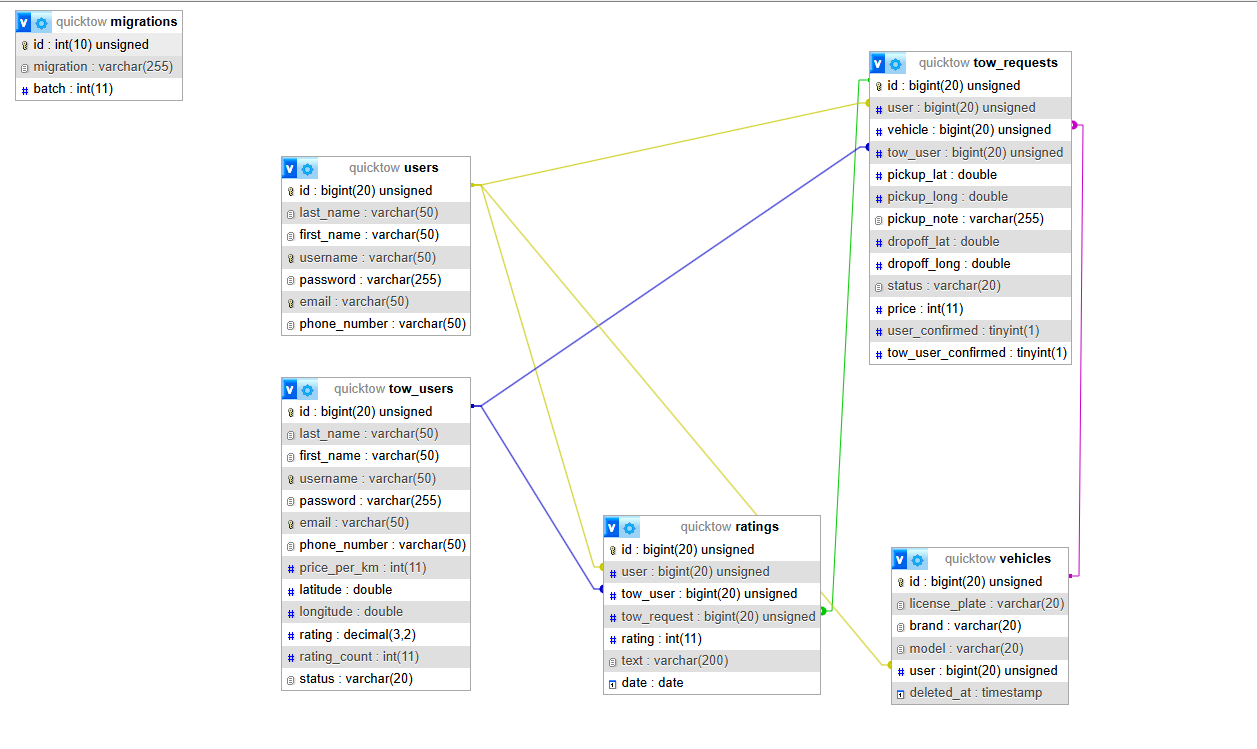 V quicktow migrations
id : int(10) unsigned
migration : varchar(255)
batch : int(11)
V quicktow users
id : bigint(20) unsigned
last_name : varchar(50)
first_name : varchar(50)
username : varchar(50)
password : varchar(255)
email : varchar(50)
phone_number : varchar(50)
V quicktow tow_users
id : bigint(20) unsigned
last_name : varchar(50)
first_name : varchar(50)
username : varchar(50)
password : varchar(255)
email : varchar(50)
phone_number : varchar(50)
# price_per_km : int(11)
# latitude : double
# longitude : double
# rating : decimal(3,2)
# rating_count : int(11)
status : varchar(20)
V quicktow ratings
id : bigint(20) unsigned
# user : bigint(20) unsigned
# tow_user : bigint(20) unsigned
# tow_request : bigint(20) unsigned
# rating : int(11)
text : varchar(200)
date : date
V quicktow tow_requests
id : bigint(20) unsigned
# user : bigint(20) unsigned
# vehicle : bigint(20) unsigned
# tow_user : bigint(20) unsigned
# pickup_lat : double
# pickup_long : double
pickup_note : varchar(255)
# dropoff_lat : double
# dropoff_long : double
status : varchar(20)
# price : int(11)
# user_confirmed : tinyint(1)
# tow_user_confirmed : tinyint(1)
V quicktow vehicles
id : bigint(20) unsigned
license_plate : varchar(20)
brand : varchar(20)
model : varchar(20)
# user : bigint(20) unsigned
deleted_at : timestamp